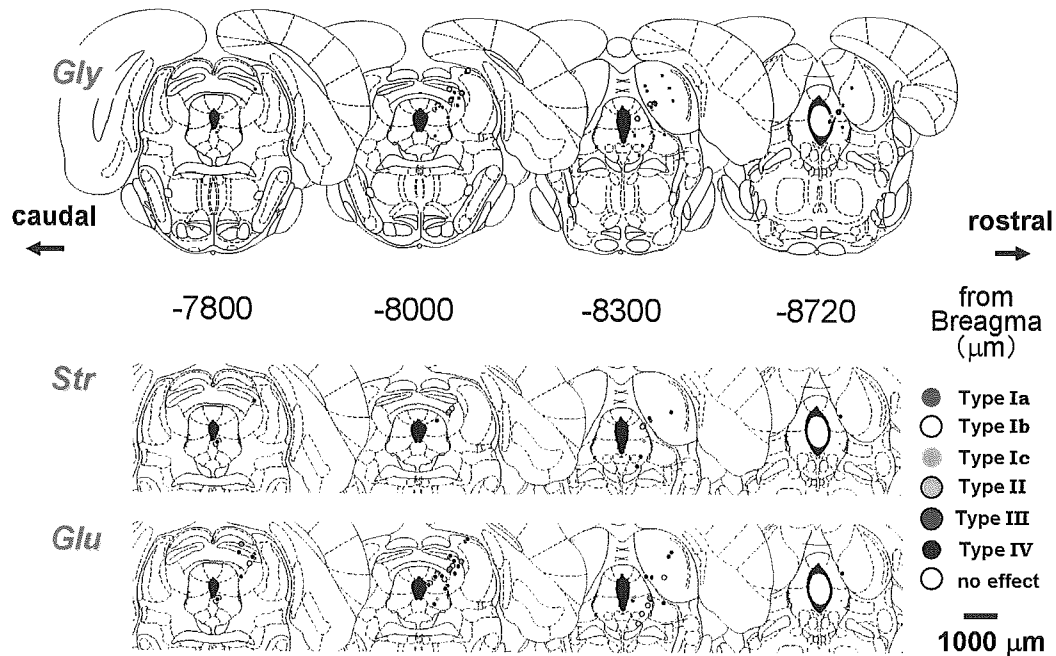 Gly
caudal
rostral
-7800
-8000
-8300
-8720
from
Breagma
(μm)
Str
Type Ia
Type Ib
Type Ic
Type II
Type III
Type IV
no effect
Glu
1000 μm